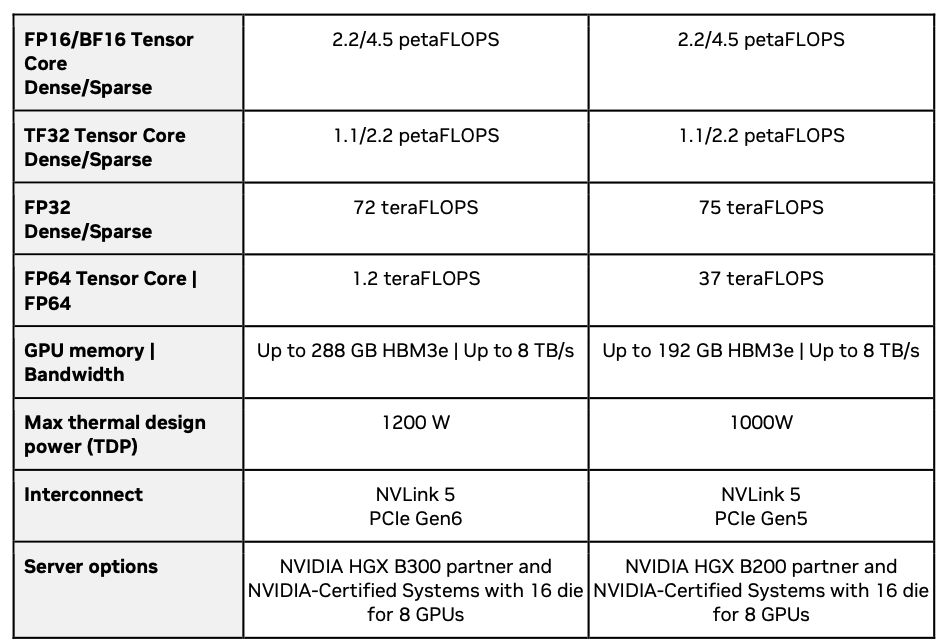 FP16/BF16 Tensor
Core
Dense/Sparse
2.2/4.5 petaFLOPS
2.2/4.5 petaFLOPS
TF32 Tensor Core
Dense/Sparse
1.1/2.2 petaFLOPS
1.1/2.2 petaFLOPS
FP32
Dense/Sparse
72 teraFLOPS
75 teraFLOPS
FP64 Tensor Core |
FP64
1.2 teraFLOPS
37 teraFLOPS
GPU memory |
Bandwidth
Up to 288 GB HBM3e | Up to 8 TB/s
Up to 192 GB HBM3e | Up to 8 TB/s
Max thermal design
power (TDP)
1200 W
1000W
Interconnect
NVLink 5
PCIe Gen6
NVLink 5
PCIe Gen5
Server options
NVIDIA HGX B300 partner and
NVIDIA-Certified Systems with 16 die
for 8 GPUs
NVIDIA HGX B200 partner and
NVIDIA-Certified Systems with 16 die
for 8 GPUs